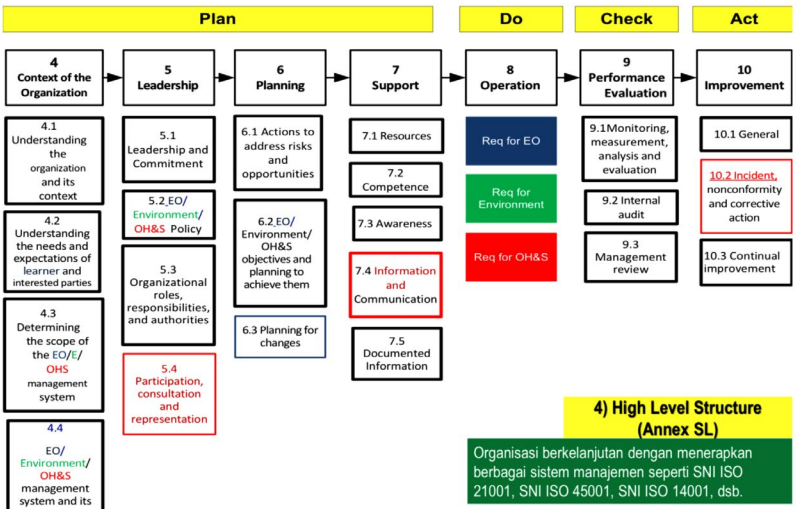 Plan
Do
Check
Act
4
Context of the
Organization
5
Leadership
6
Planning
7
Support
8
Operation
9
Performance
Evaluation
10
Improvement
4.1
Understanding
the
organization
and its
context
4.2
Understanding
the needs and
expectations of
learner and
interested parties
4.3
Determining
the scope of
the EO/E/
OHS
management
system
4.4
EO/
Environment/
OH&S
management
system and its
5.1
Leadership and
Commitment
5.2 EO/
Environment/
OH&S Policy
5.3
Organizational
roles,
responsibilities,
and authorities
5.4
Participation,
consultation
and
representation
6.1 Actions to
address risks
and
opportunities
6.2 EO/
Environment/
OH&S
objectives and
planning to
achieve them
6.3 Planning for
changes
7.1 Resources
7.2
Competence
7.3 Awareness
7.4 Information
and
Communication
7.5
Documented
Information
Req for EO
Req for
Environment
Req for OH&S
9.1Monitoring,
measurement,
analysis and
evaluation
9.2 Internal
audit
9.3
Management
review
10.1 General
10.2 Incident,
nonconformity
and corrective
action
10.3 Continual
improvement
4) High Level Structure
(Annex SL)
Organisasi berkelanjutan dengan menerapkan
berbagai sistem manajemen seperti SNI ISO
21001, SNI ISO 45001, SNI ISO 14001, dsb.